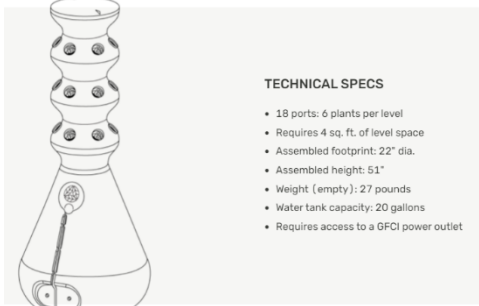 TECHNICAL SPECS
• 18 ports: 6 plants per level
• Requires 4 sq. ft. of level space
• Assembled footprint: 22" dia.
• Assembled height: 51"
• Weight (empty): 27 pounds
• Water tank capacity: 20 gallons
• Requires access to a GFCI power outlet